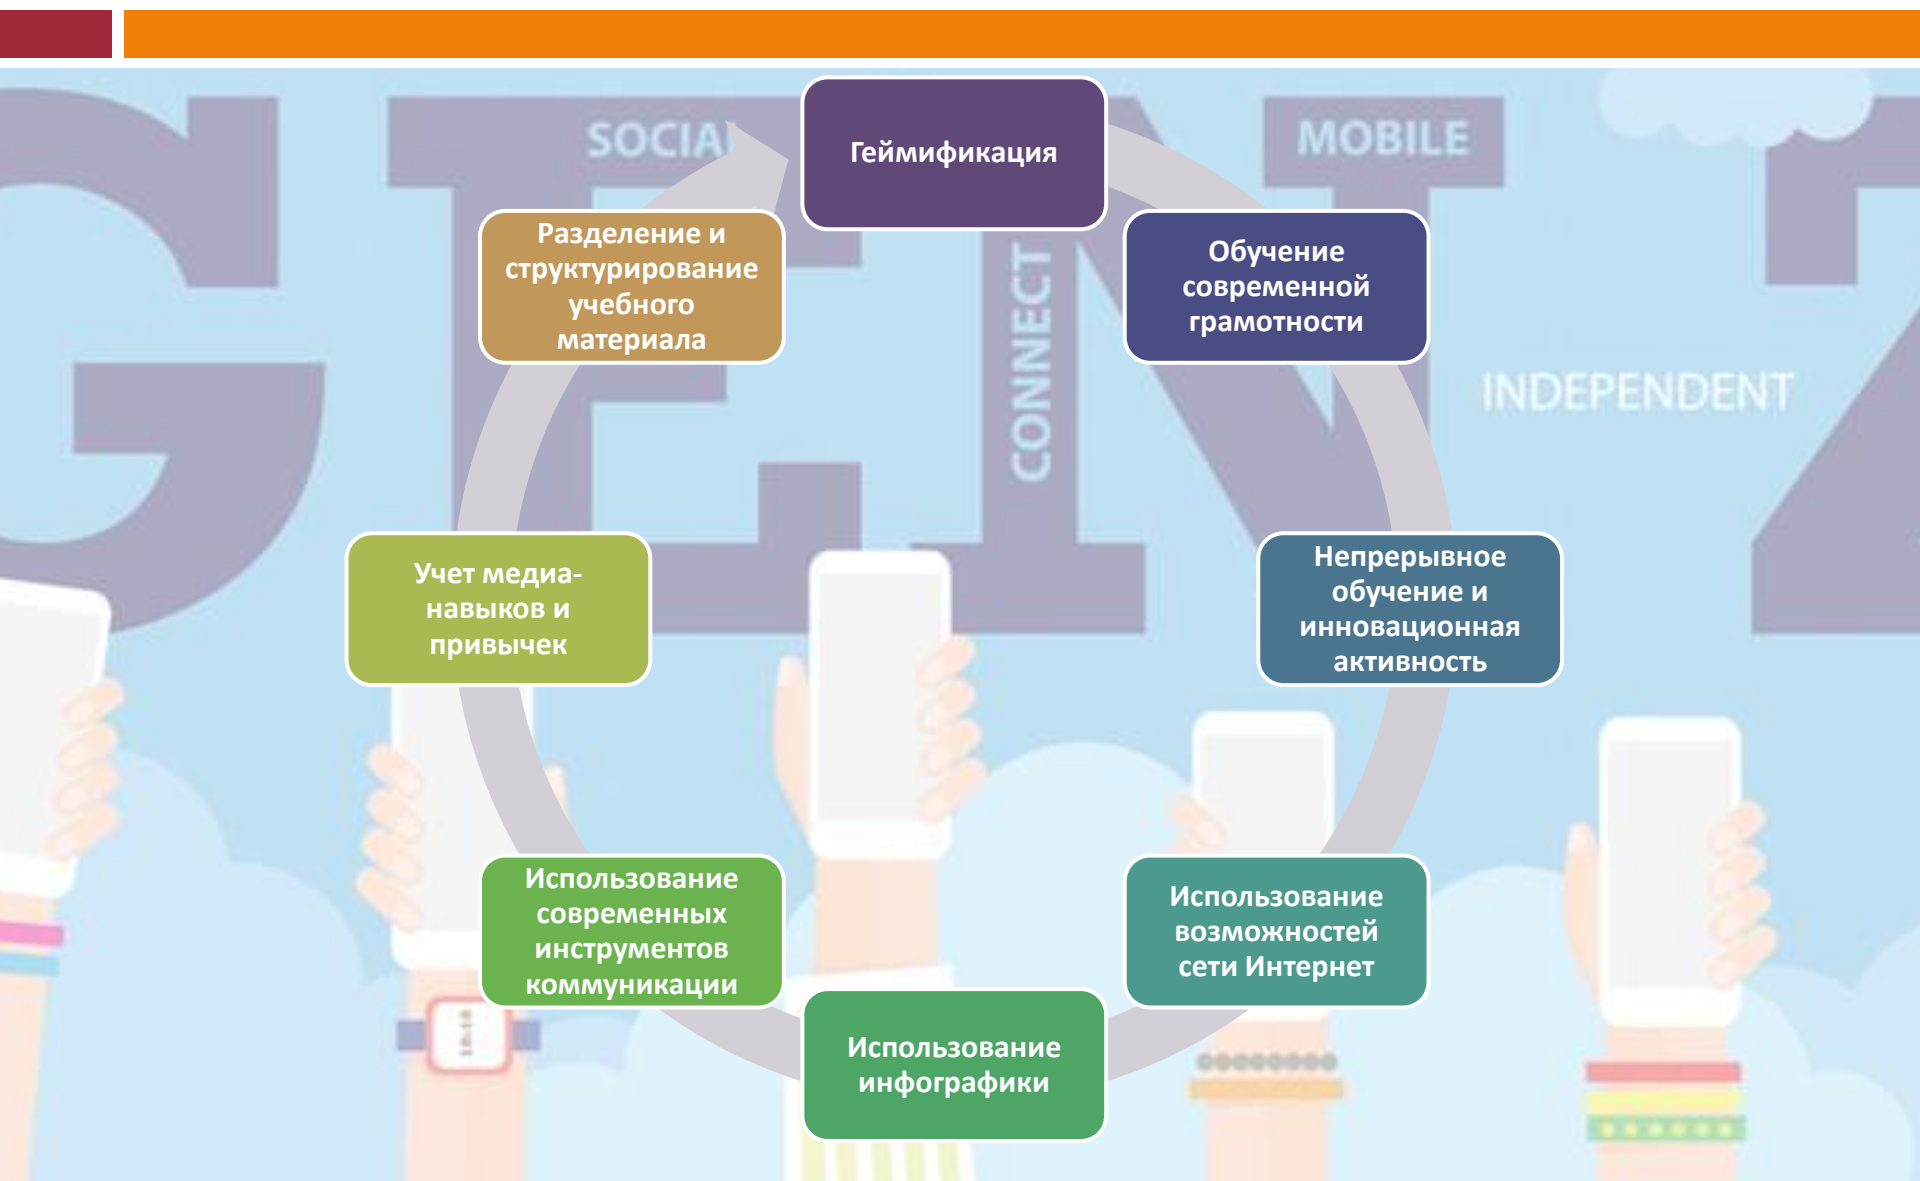 GEN Z
SOCIAL
MOBILE
CONNECT
INDEPENDENT
Геймификация
Обучение
современной
грамотности
Непрерывное
обучение и
инновационная
активность
Использование
возможностей
сети Интернет
Использование
инфографики
Использование
современных
инструментов
коммуникации
Учет медиа-
навыков и
привычек
Разделение и
структурирование
учебного
материала